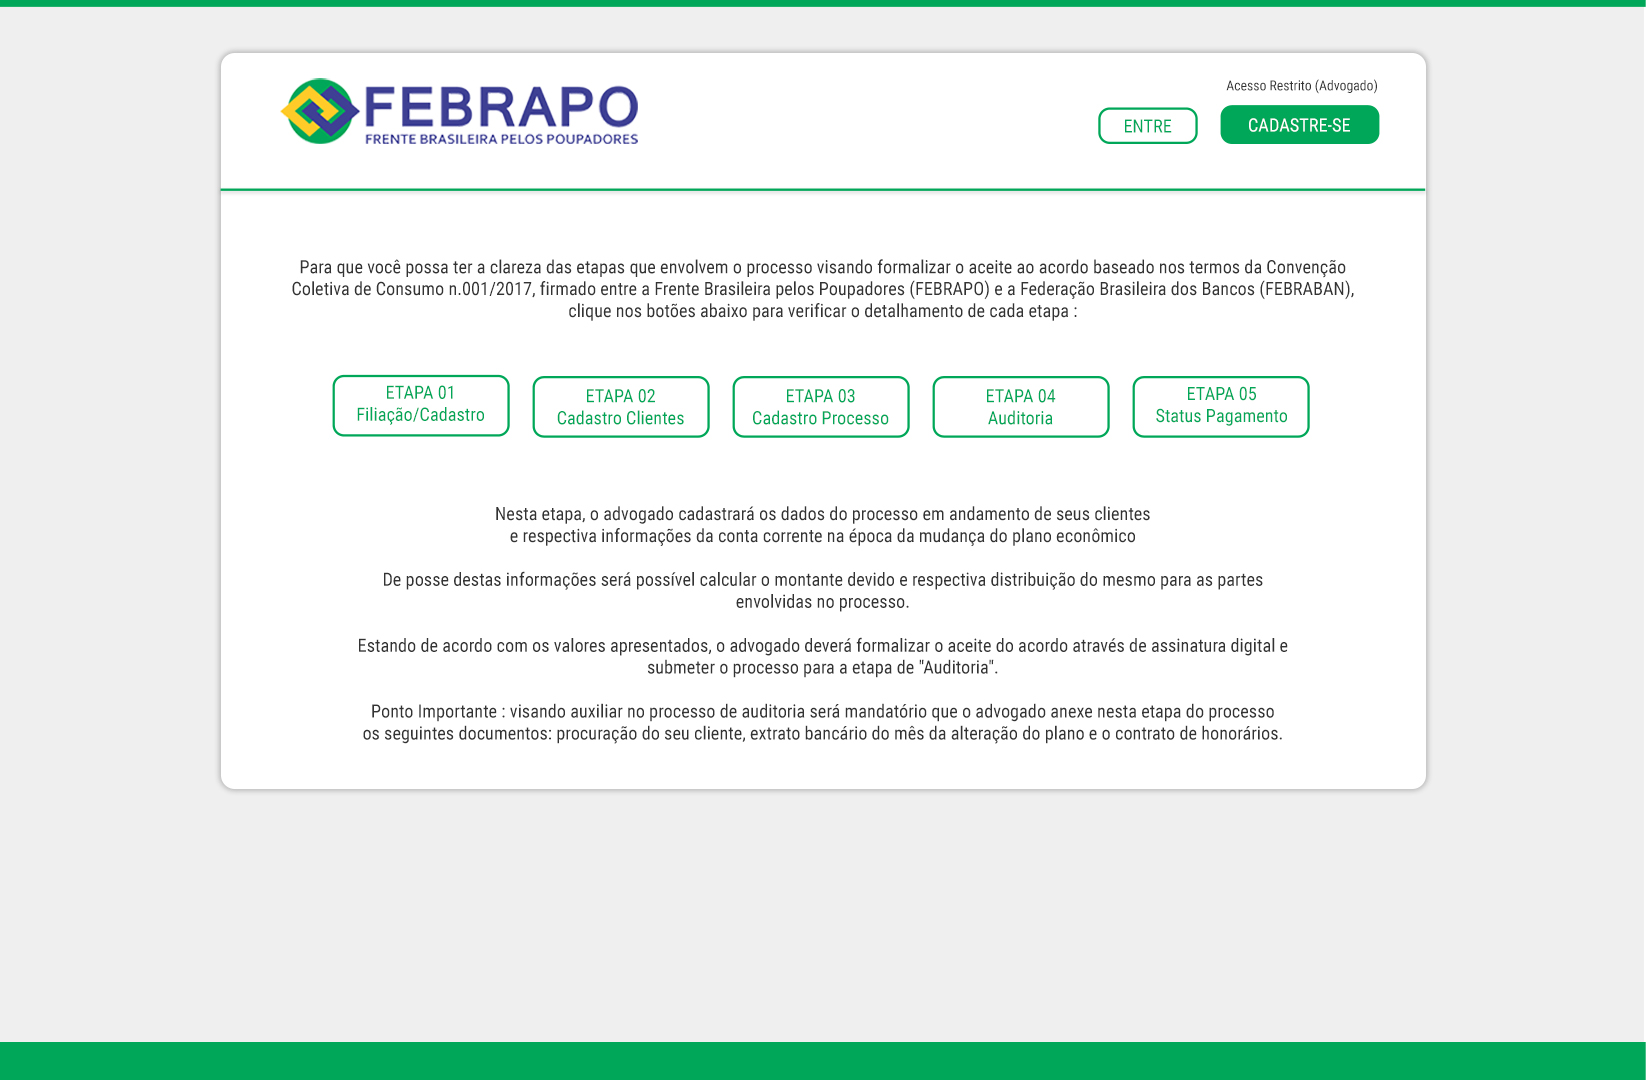 FEBRAPO
FRENTE BRASILEIRA PELOS POUPADORES
Acesso Restrito (Advogado)
ENTRE
CADASTRE-SE
Para que você possa ter a clareza das etapas que envolvem o processo visando formalizar o aceite ao acordo baseado nos termos da Convenção
Coletiva de Consumo n.001/2017, firmado entre a Frente Brasileira pelos Poupadores (FEBRAPO) e a Federação Brasileira dos Bancos (FEBRABAN),
clique nos botões abaixo para verificar o detalhamento de cada etapa :
ETAPA 01
Filiação/Cadastro
ETAPA 02
Cadastro Clientes
ETAPA 03
Cadastro Processo
ETAPA 04
Auditoria
ETAPA 05
Status Pagamento
Nesta etapa, o advogado cadastrará os dados do processo em andamento de seus clientes
e respectiva informações da conta corrente na época da mudança do plano econômico
De posse destas informações será possível calcular o montante devido e respectiva distribuição do mesmo para as partes
envolvidas no processo.
Estando de acordo com os valores apresentados, o advogado deverá formalizar o aceite do acordo através de assinatura digital e
submeter o processo para a etapa de "Auditoria".
Ponto Importante : visando auxiliar no processo de auditoria será mandatório que o advogado anexe nesta etapa do processo
os seguintes documentos: procuração do seu cliente, extrato bancário do mês da alteração do plano e o contrato de honorários.